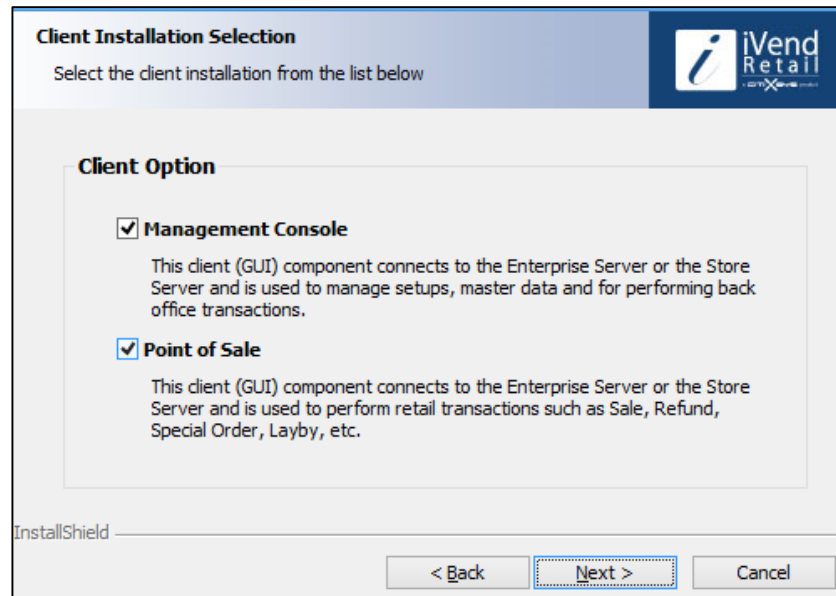 Client Installation Selection
Select the client installation from the list below
iVend
Retail
Client Option
Management Console
This client (GUI) component connects to the Enterprise Server or the Store
Server and is used to manage setups, master data and for performing back
office transactions.
Point of Sale
This client (GUI) component connects to the Enterprise Server or the Store
Server and is used to perform retail transactions such as Sale, Refund,
Special Order, Layby, etc.
InstallShield
< Back
Next >
Cancel